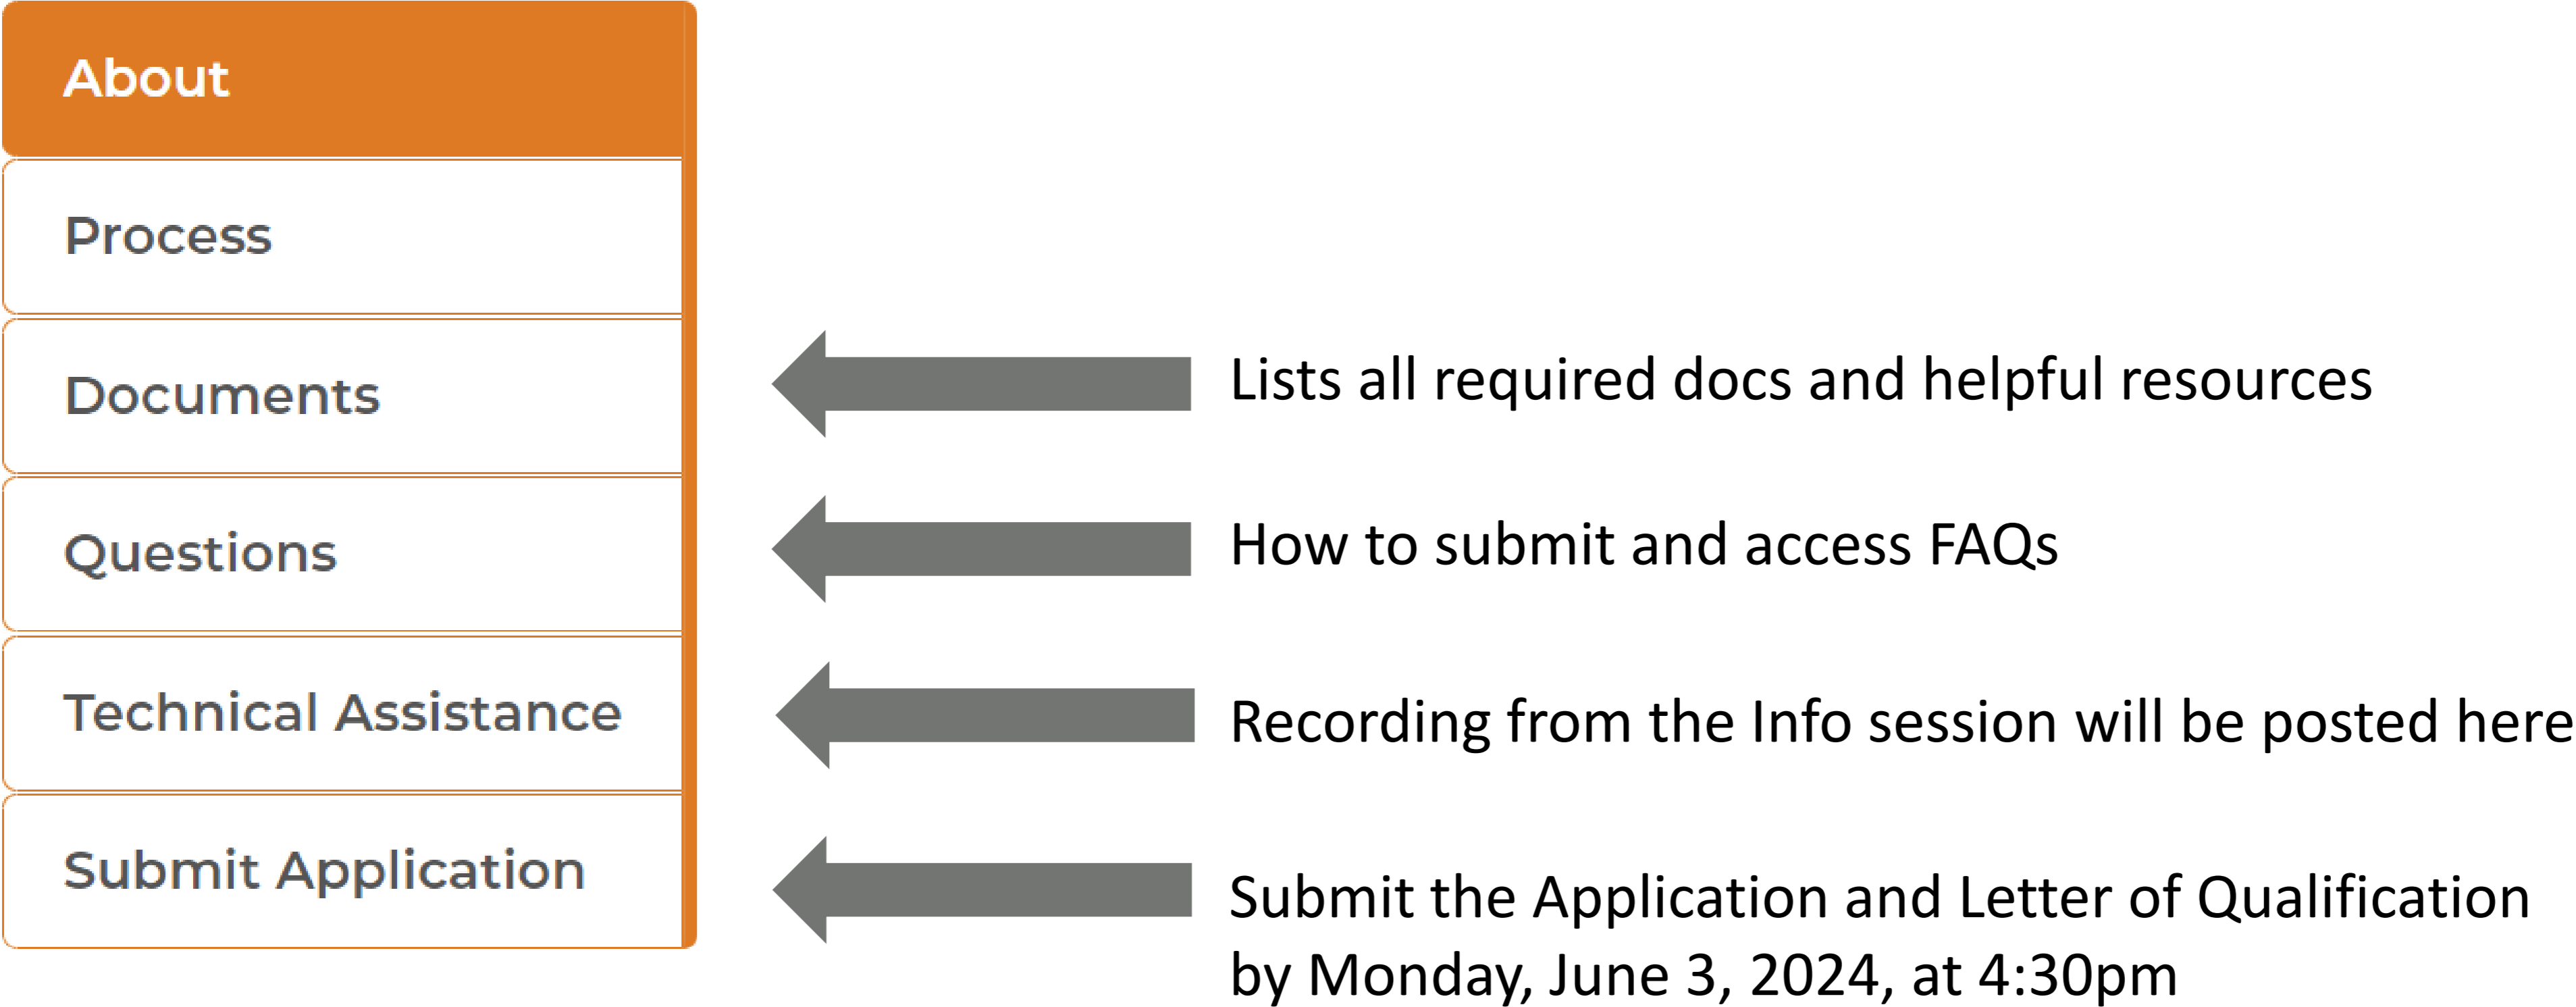 About
Process
Documents
Lists all required docs and helpful resources
Questions
How to submit and access FAQs
Technical Assistance
Recording from the Info session will be posted here
Submit Application
Submit the Application and Letter of Qualification
by Monday, June 3, 2024, at 4:30pm